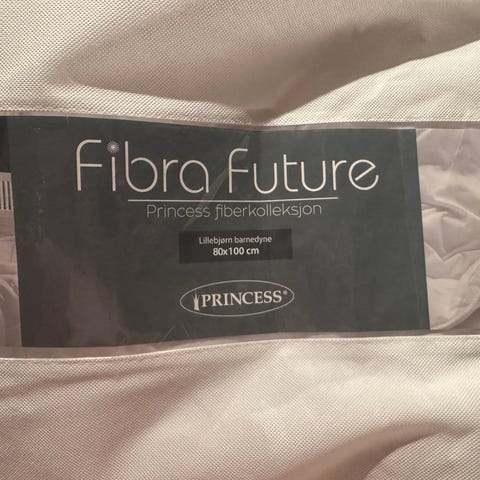 Fibra Future
Princess fiberkolleksjon
Lillebjørn barnedyne
80x100 cm
PRINCESS®